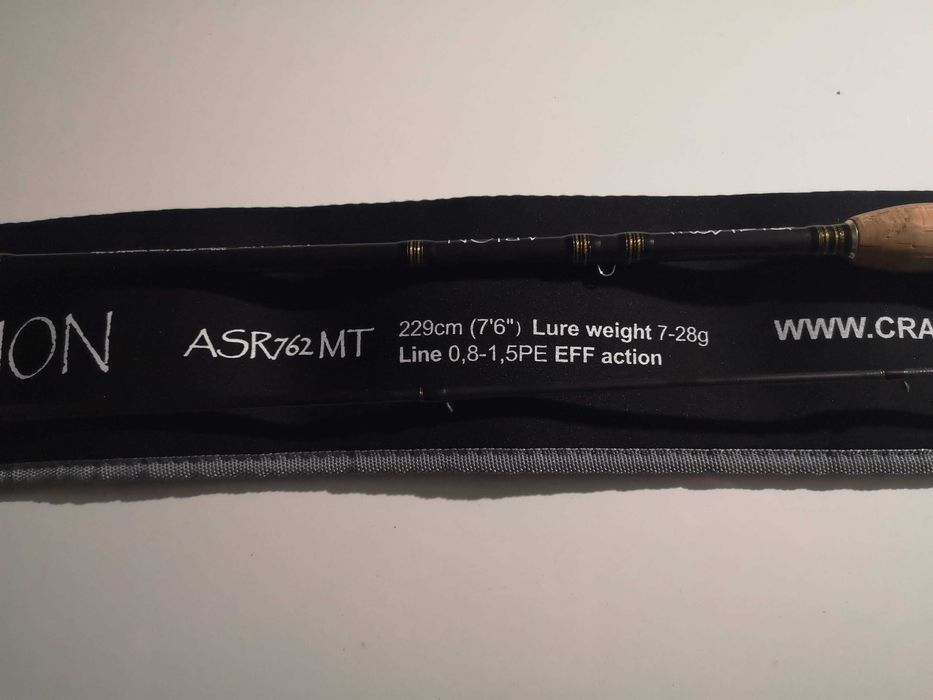 ION
ASR762MT
229cm (7'6") Lure weight 7-28g
Line 0,8-1,5PE EFF action
WWW.CRA